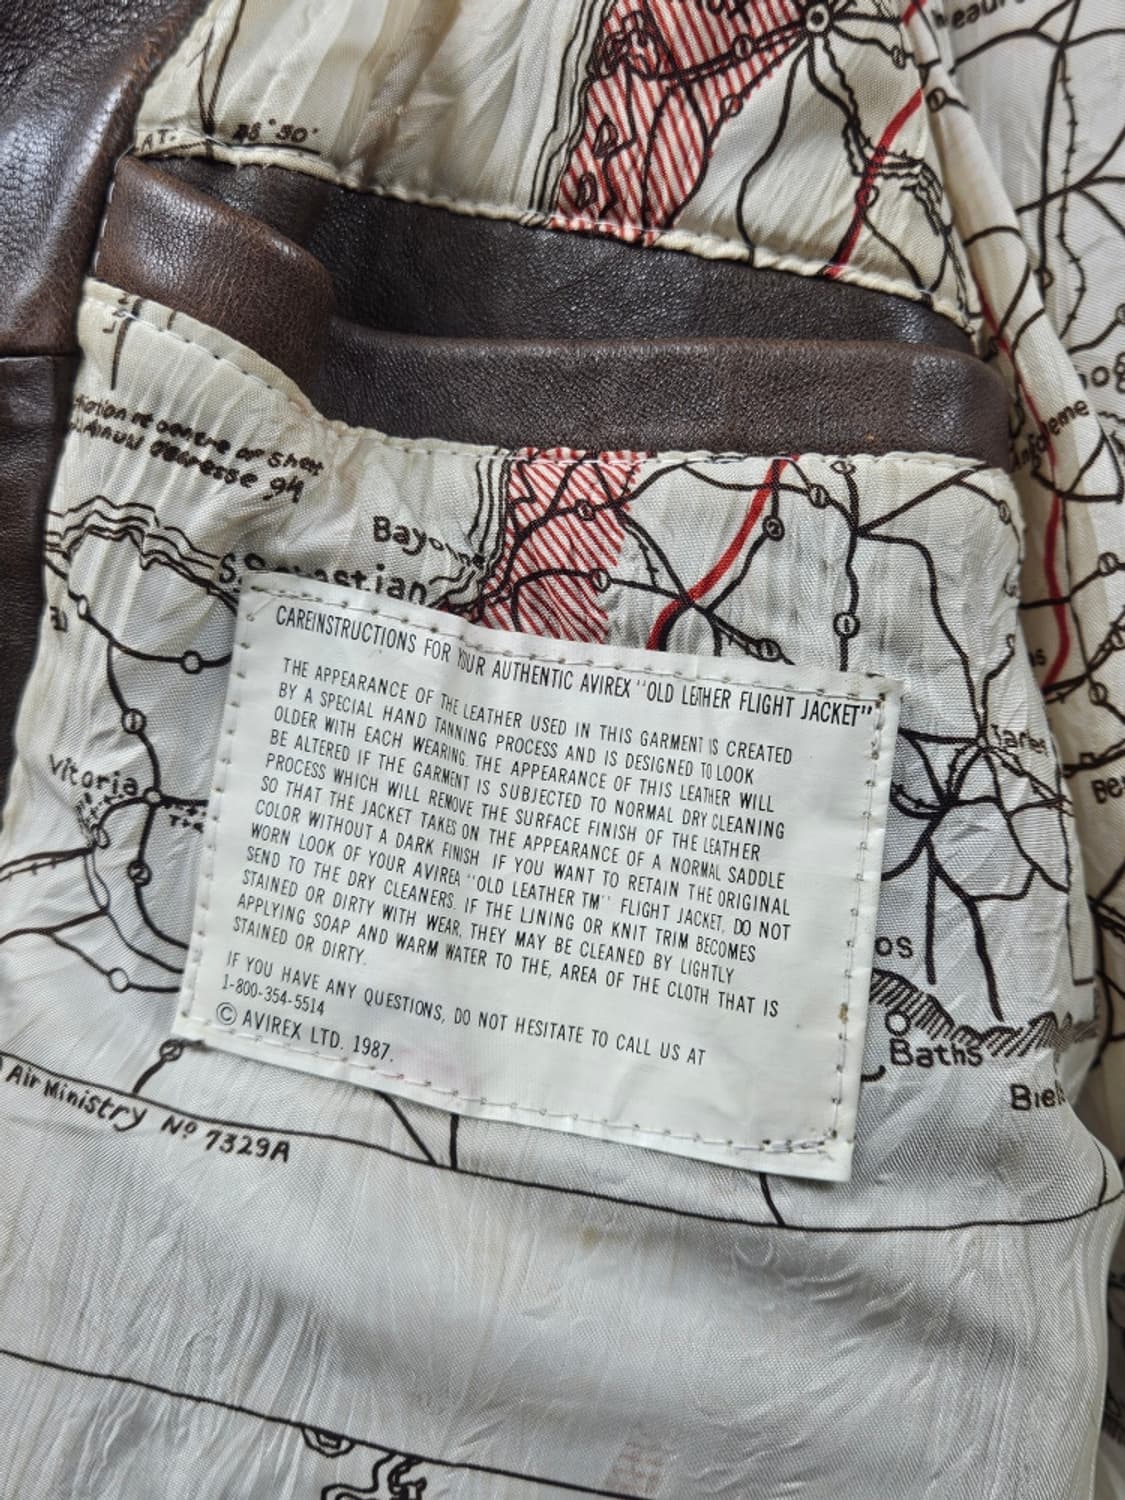 AT. 48°30'
Bayonne
S. Sebastian
Vitoria
CARE INSTRUCTIONS FOR YOUR AUTHENTIC AVIREX "OLD LEATHER FLIGHT JACKET"
THE APPEARANCE OF THE LEATHER USED IN THIS GARMENT IS CREATED
BY A SPECIAL HAND TANNING PROCESS AND IS DESIGNED TO LOOK
OLDER WITH EACH WEARING. THE APPEARANCE OF THIS LEATHER WILL
BE ALTERED IF THE GARMENT IS SUBJECTED TO NORMAL DRY CLEANING
PROCESS WHICH WILL REMOVE THE SURFACE FINISH OF THE LEATHER
SO THAT THE JACKET TAKES ON THE APPEARANCE OF A NORMAL SADDLE
COLOR WITHOUT A DARK FINISH. IF YOU WANT TO RETAIN THE ORIGINAL
WORN LOOK OF YOUR AVIREX "OLD LEATHER TM" FLIGHT JACKET, DO NOT
SEND TO THE DRY CLEANERS. IF THE LINING OR KNIT TRIM BECOMES
STAINED OR DIRTY WITH WEAR, THEY MAY BE CLEANED BY LIGHTLY
APPLYING SOAP AND WARM WATER TO THE, AREA OF THE CLOTH THAT IS
STAINED OR DIRTY.
IF YOU HAVE ANY QUESTIONS, DO NOT HESITATE TO CALL US AT
1-800-354-5514
© AVIREX LTD. 1987.
Baths
Air Ministry Nº 7329A